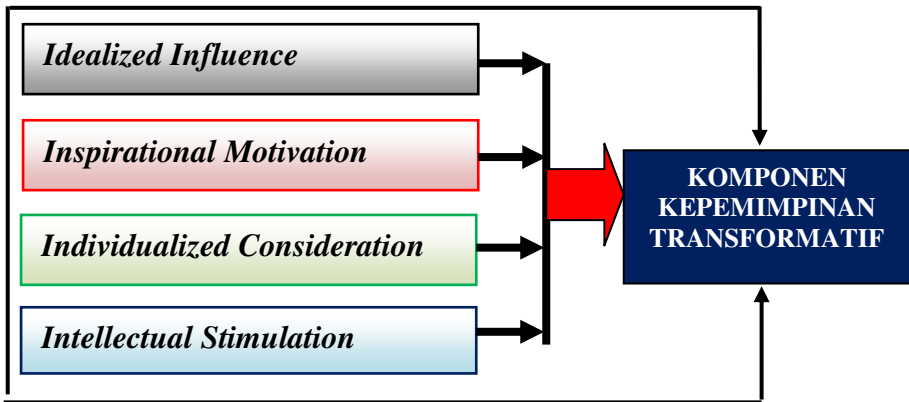 Idealized Influence
Inspirational Motivation
Individualized Consideration
Intellectual Stimulation
KOMPONEN
KEPEMIMPINAN
TRANSFORMATIF